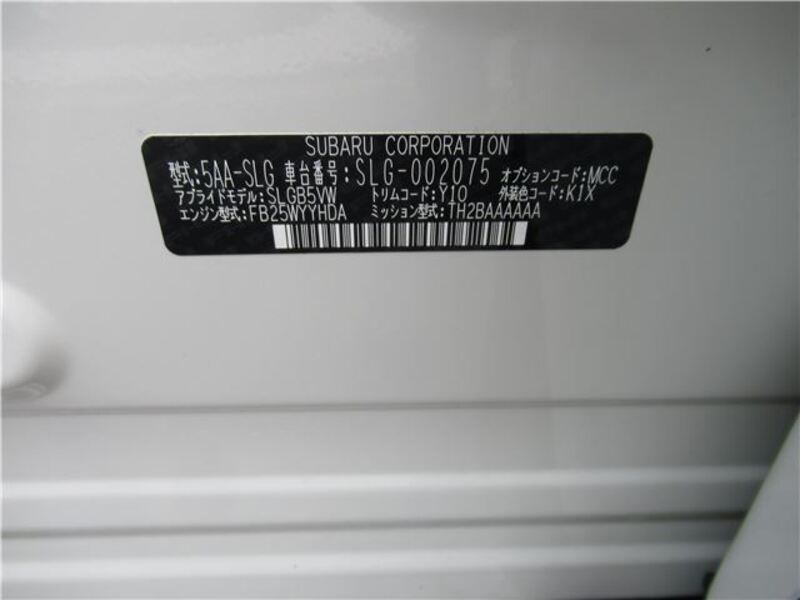 SUBARU CORPORATION
型式:5AA-SLG 車台番号:SLG-002075 オプションコード:MCC
アプライドモデル:SLGB5VW トリムコード:Y10 外装色コード:K1X
エンジン型式:FB25WYYHDA ミッション型式:TH2BAAAAAA